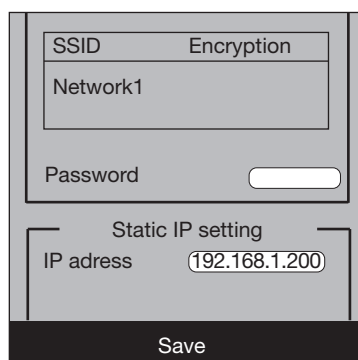 SSID Encryption
Network1
Password
Static IP setting
IP adress 192.168.1.200
Save